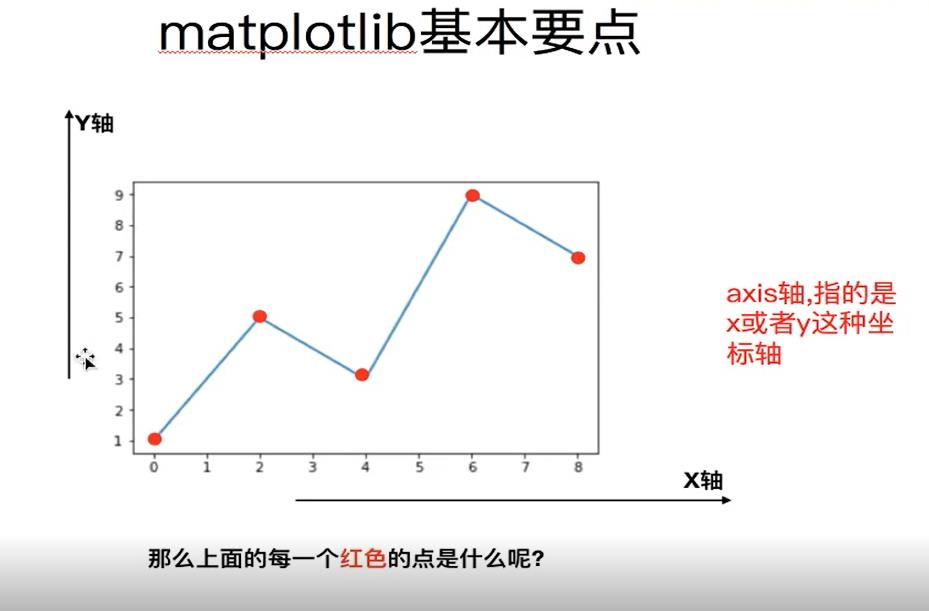 matplotlib基本要点
Y轴
9
8
7
6
5
4
3
2
1
0 1 2 3 4 5 6 7 8
X轴
axis轴,指的是
x或者y这种坐
标轴
那么上面的每一个红色的点是什么呢?